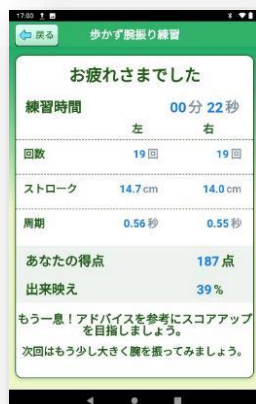 17:00
戻る
歩かず腕振り練習
お疲れさまでした
練習時間 00分 22秒
左 右
回数 19回 19回
ストローク 14.7cm 14.0cm
周期 0.56秒 0.55秒
あなたの得点 187点
出来映え 39%
もう一息！アドバイスを参考にスコアアップ
を目指しましょう。
次回はもう少し大きく腕を振ってみましょう。